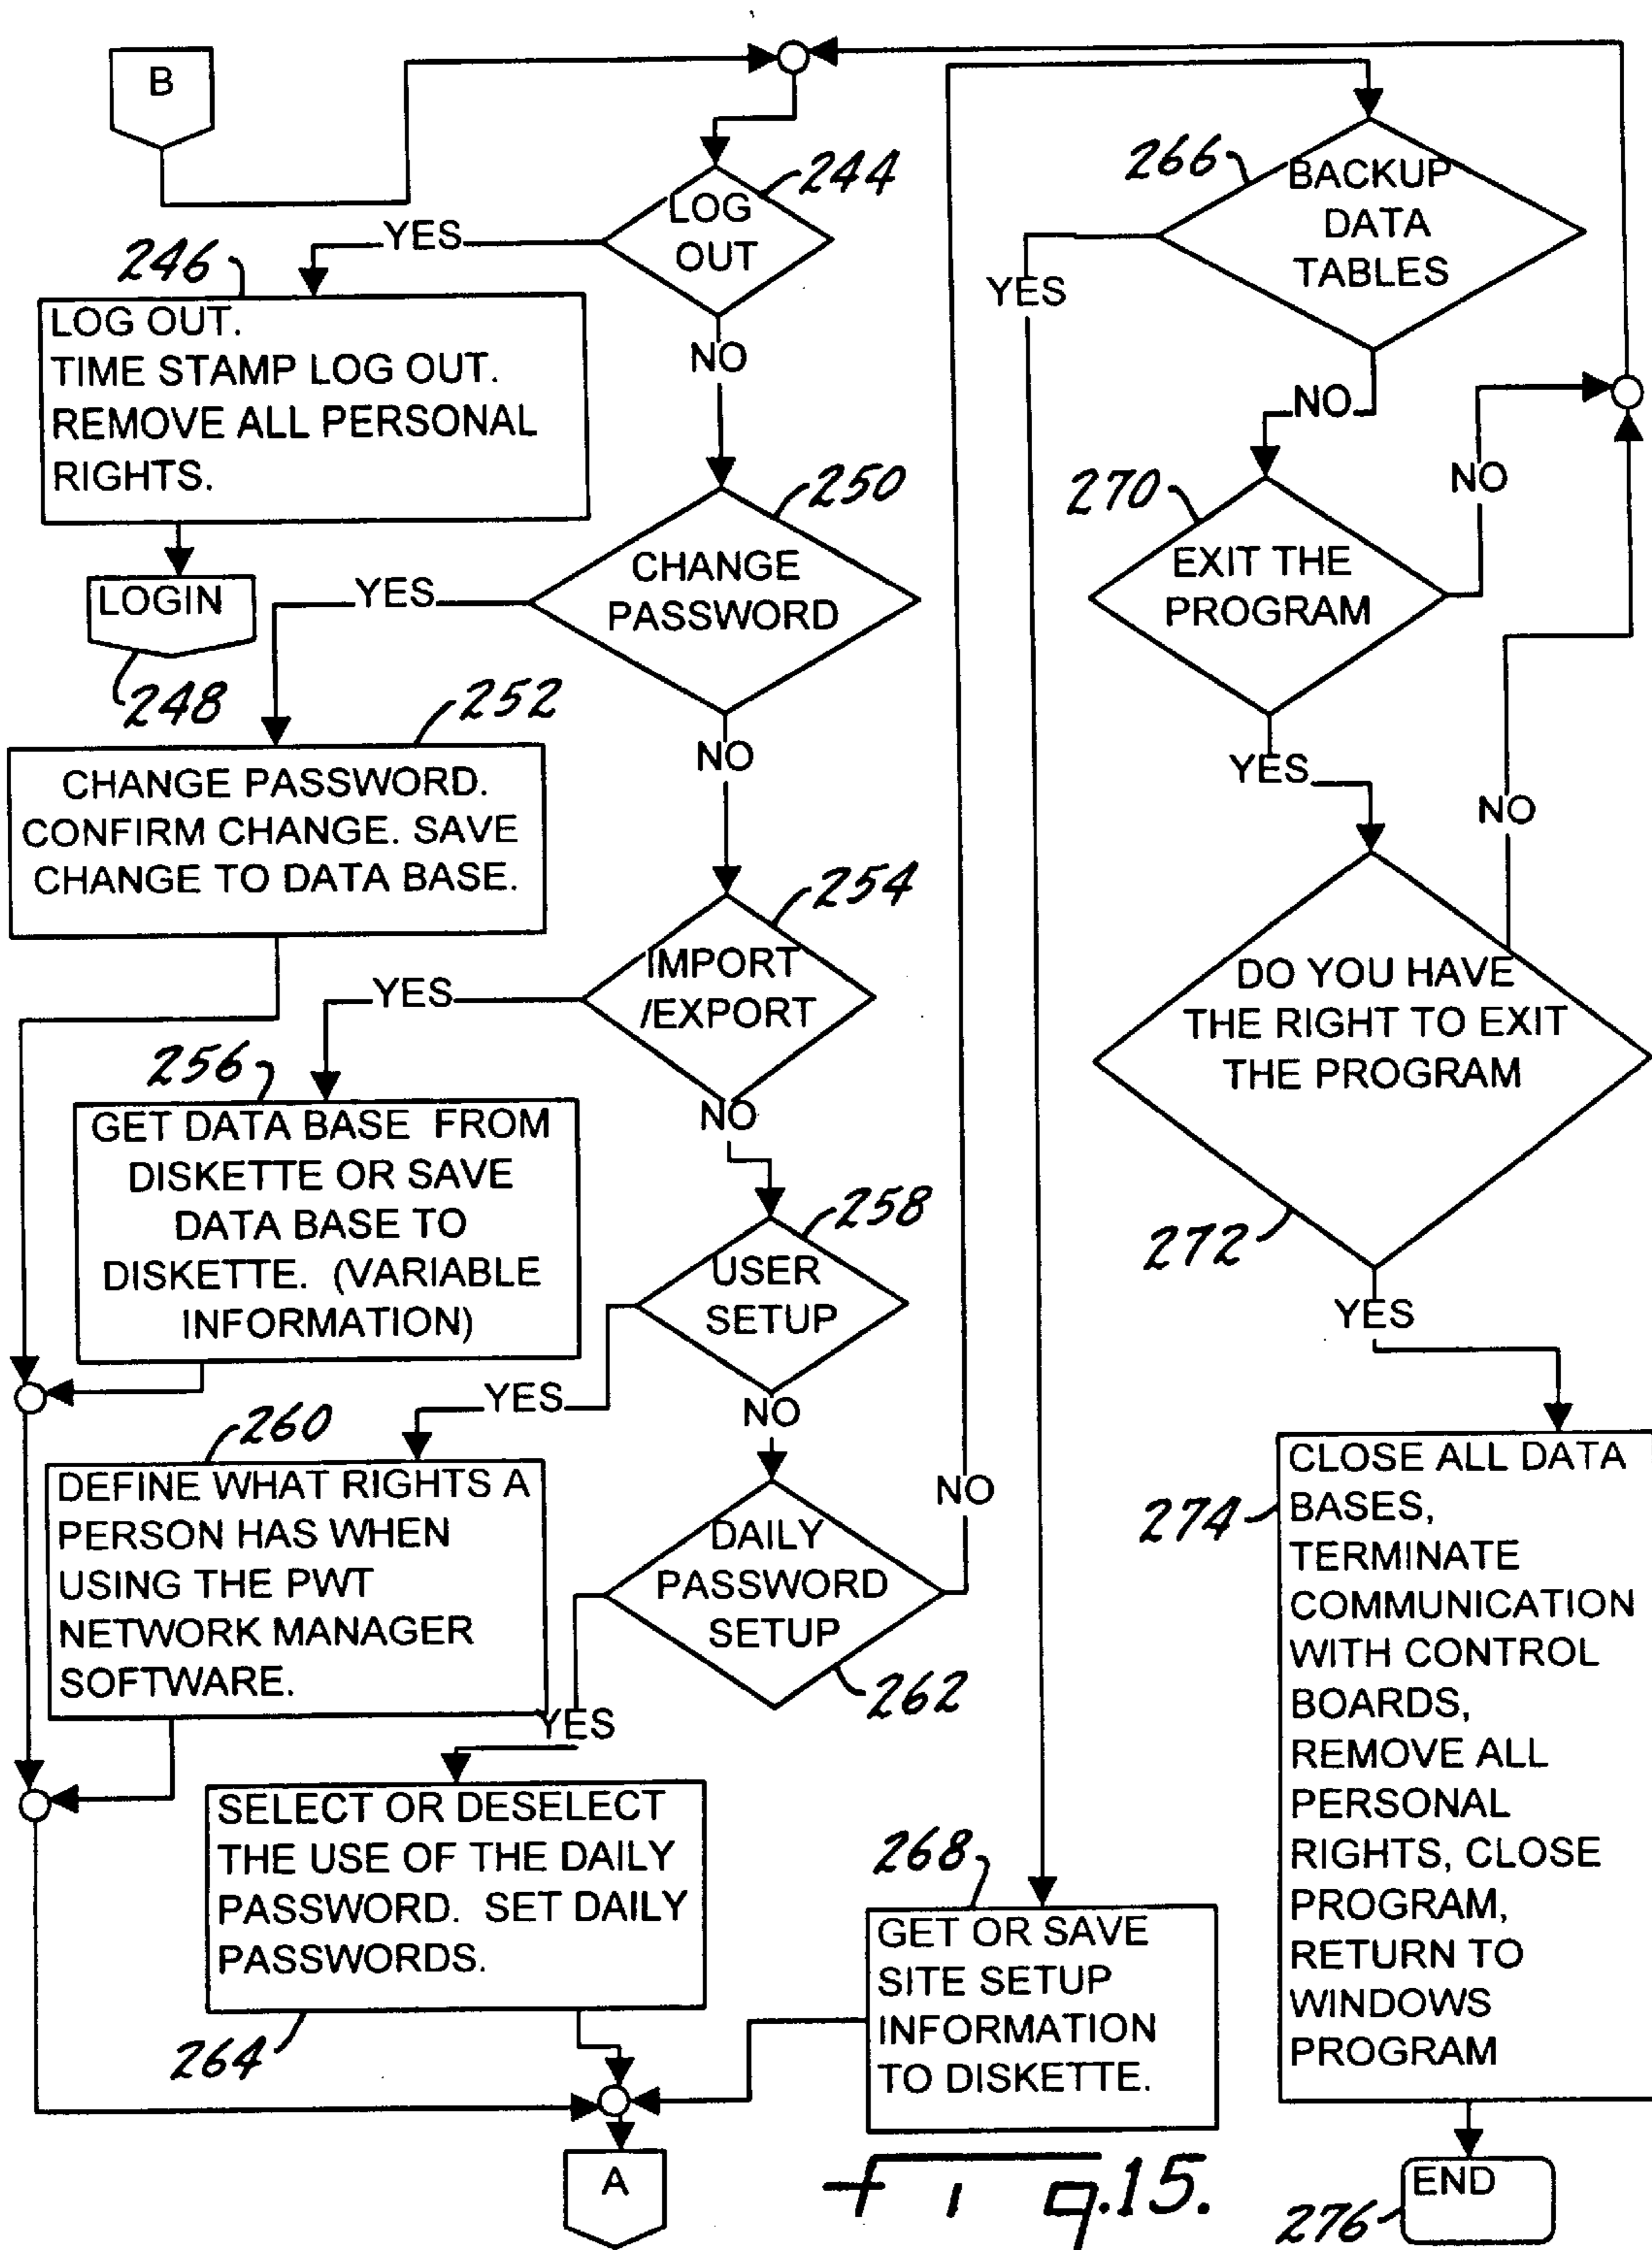 B
244
LOG
OUT
YES
NO
246
LOG OUT.
TIME STAMP LOG OUT.
REMOVE ALL PERSONAL
RIGHTS.
LOGIN
248
250
CHANGE
PASSWORD
YES
NO
252
CHANGE PASSWORD.
CONFIRM CHANGE. SAVE
CHANGE TO DATA BASE.
254
IMPORT
/EXPORT
YES
NO
256
GET DATA BASE FROM
DISKETTE OR SAVE
DATA BASE TO
DISKETTE. (VARIABLE
INFORMATION)
258
USER
SETUP
YES
NO
260
DEFINE WHAT RIGHTS A
PERSON HAS WHEN
USING THE PWT
NETWORK MANAGER
SOFTWARE.
DAILY
PASSWORD
SETUP
262
NO
YES
SELECT OR DESELECT
THE USE OF THE DAILY
PASSWORD. SET DAILY
PASSWORDS.
264
A
266
BACKUP
DATA
TABLES
YES
NO
268
GET OR SAVE
SITE SETUP
INFORMATION
TO DISKETTE.
270
EXIT THE
PROGRAM
NO
YES
DO YOU HAVE
THE RIGHT TO EXIT
THE PROGRAM
272
NO
YES
274
CLOSE ALL DATA
BASES,
TERMINATE
COMMUNICATION
WITH CONTROL
BOARDS,
REMOVE ALL
PERSONAL
RIGHTS, CLOSE
PROGRAM,
RETURN TO
WINDOWS
PROGRAM
END
276
Fig.15.